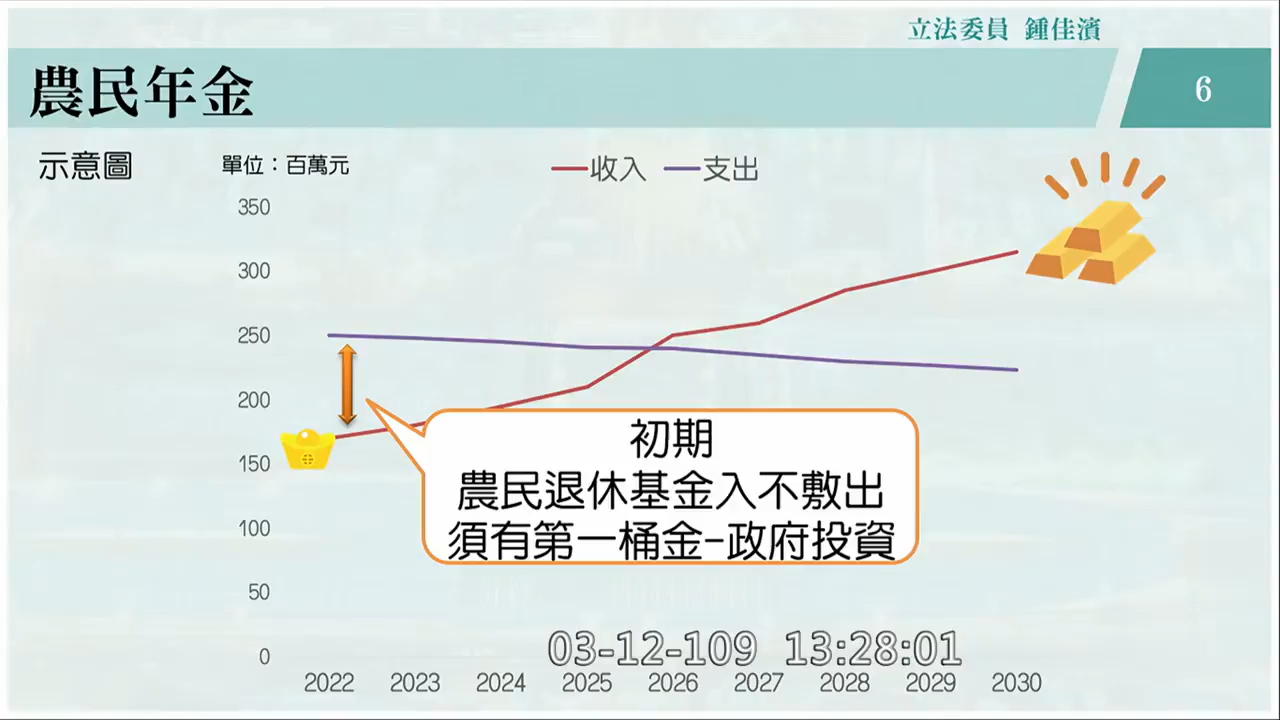 立法委員 鍾佳濱
農民年金
6
示意圖
單位：百萬元
收入 支出
350
300
250
200
150
100
50
0
初期
農民退休基金入不敷出
須有第一桶金-政府投資
03-12-109 13:28:01
2022 2023 2024 2025 2026 2027 2028 2029 2030